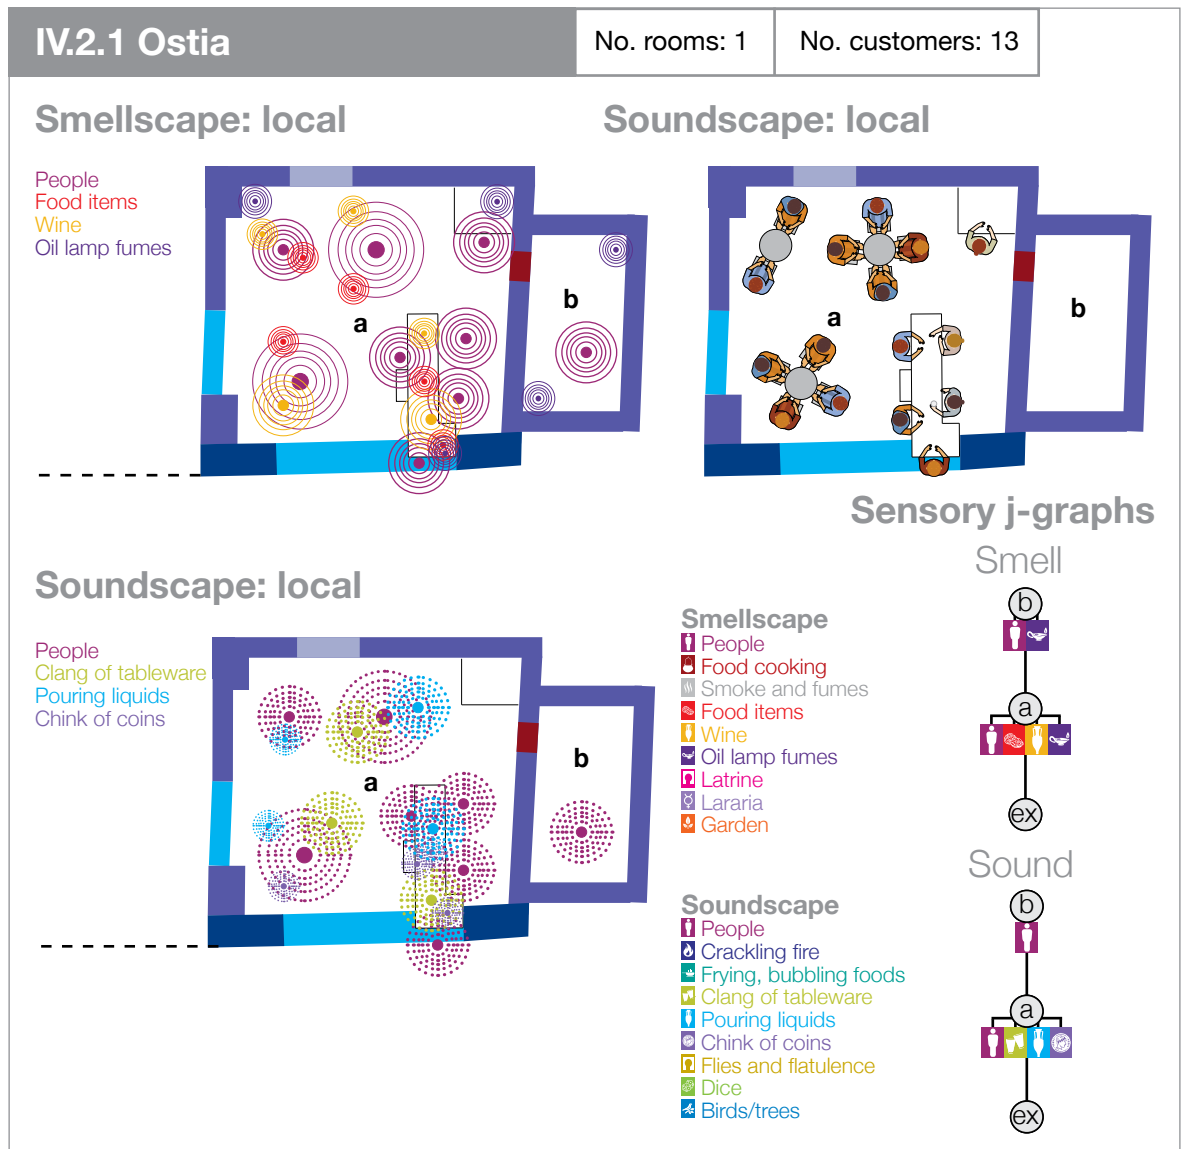 IV.2.1 Ostia
No. rooms: 1
No. customers: 13
Smellscape: local
People
Food items
Wine
Oil lamp fumes
a
b
Soundscape: local
a
b
Soundscape: local
People
Clang of tableware
Pouring liquids
Chink of coins
a
b
Sensory j-graphs
Smellscape
People
Food cooking
Smoke and fumes
Food items
Wine
Oil lamp fumes
Latrine
Lararia
Garden
Smell
b
a
ex
Soundscape
People
Crackling fire
Frying, bubbling foods
Clang of tableware
Pouring liquids
Chink of coins
Flies and flatulence
Dice
Birds/trees
Sound
b
a
ex